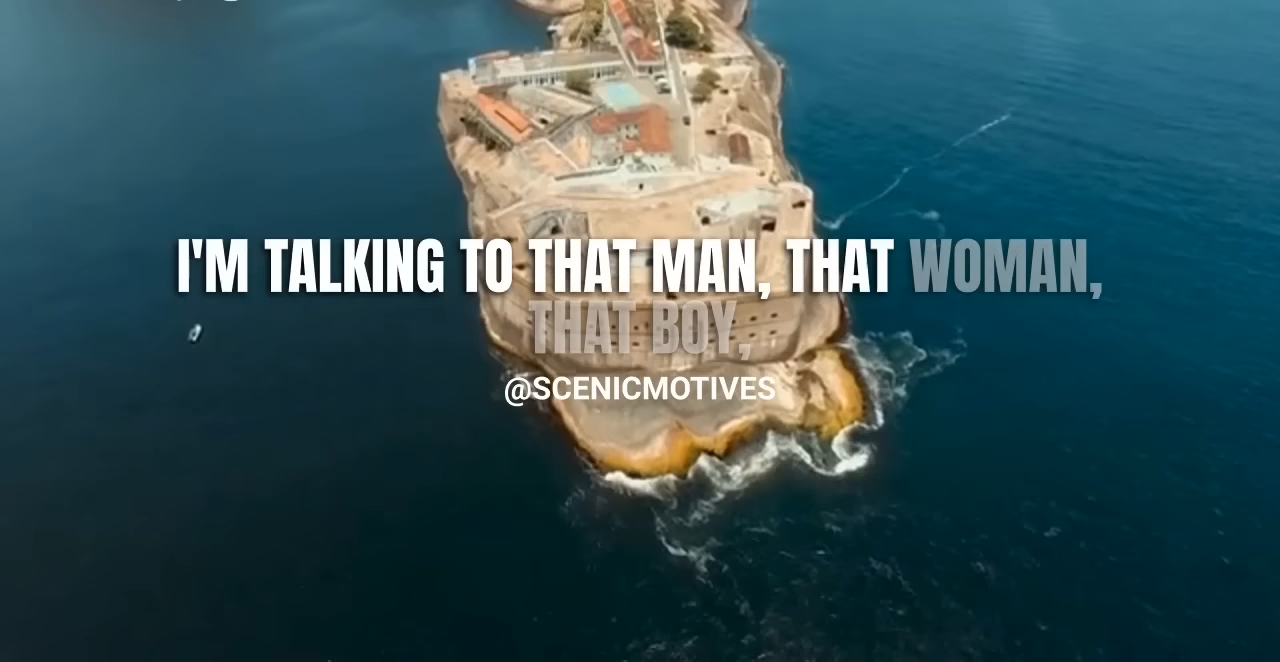 I'M TALKING TO THAT MAN, THAT WOMAN,
THAT BOY,
@SCENICMOTIVES